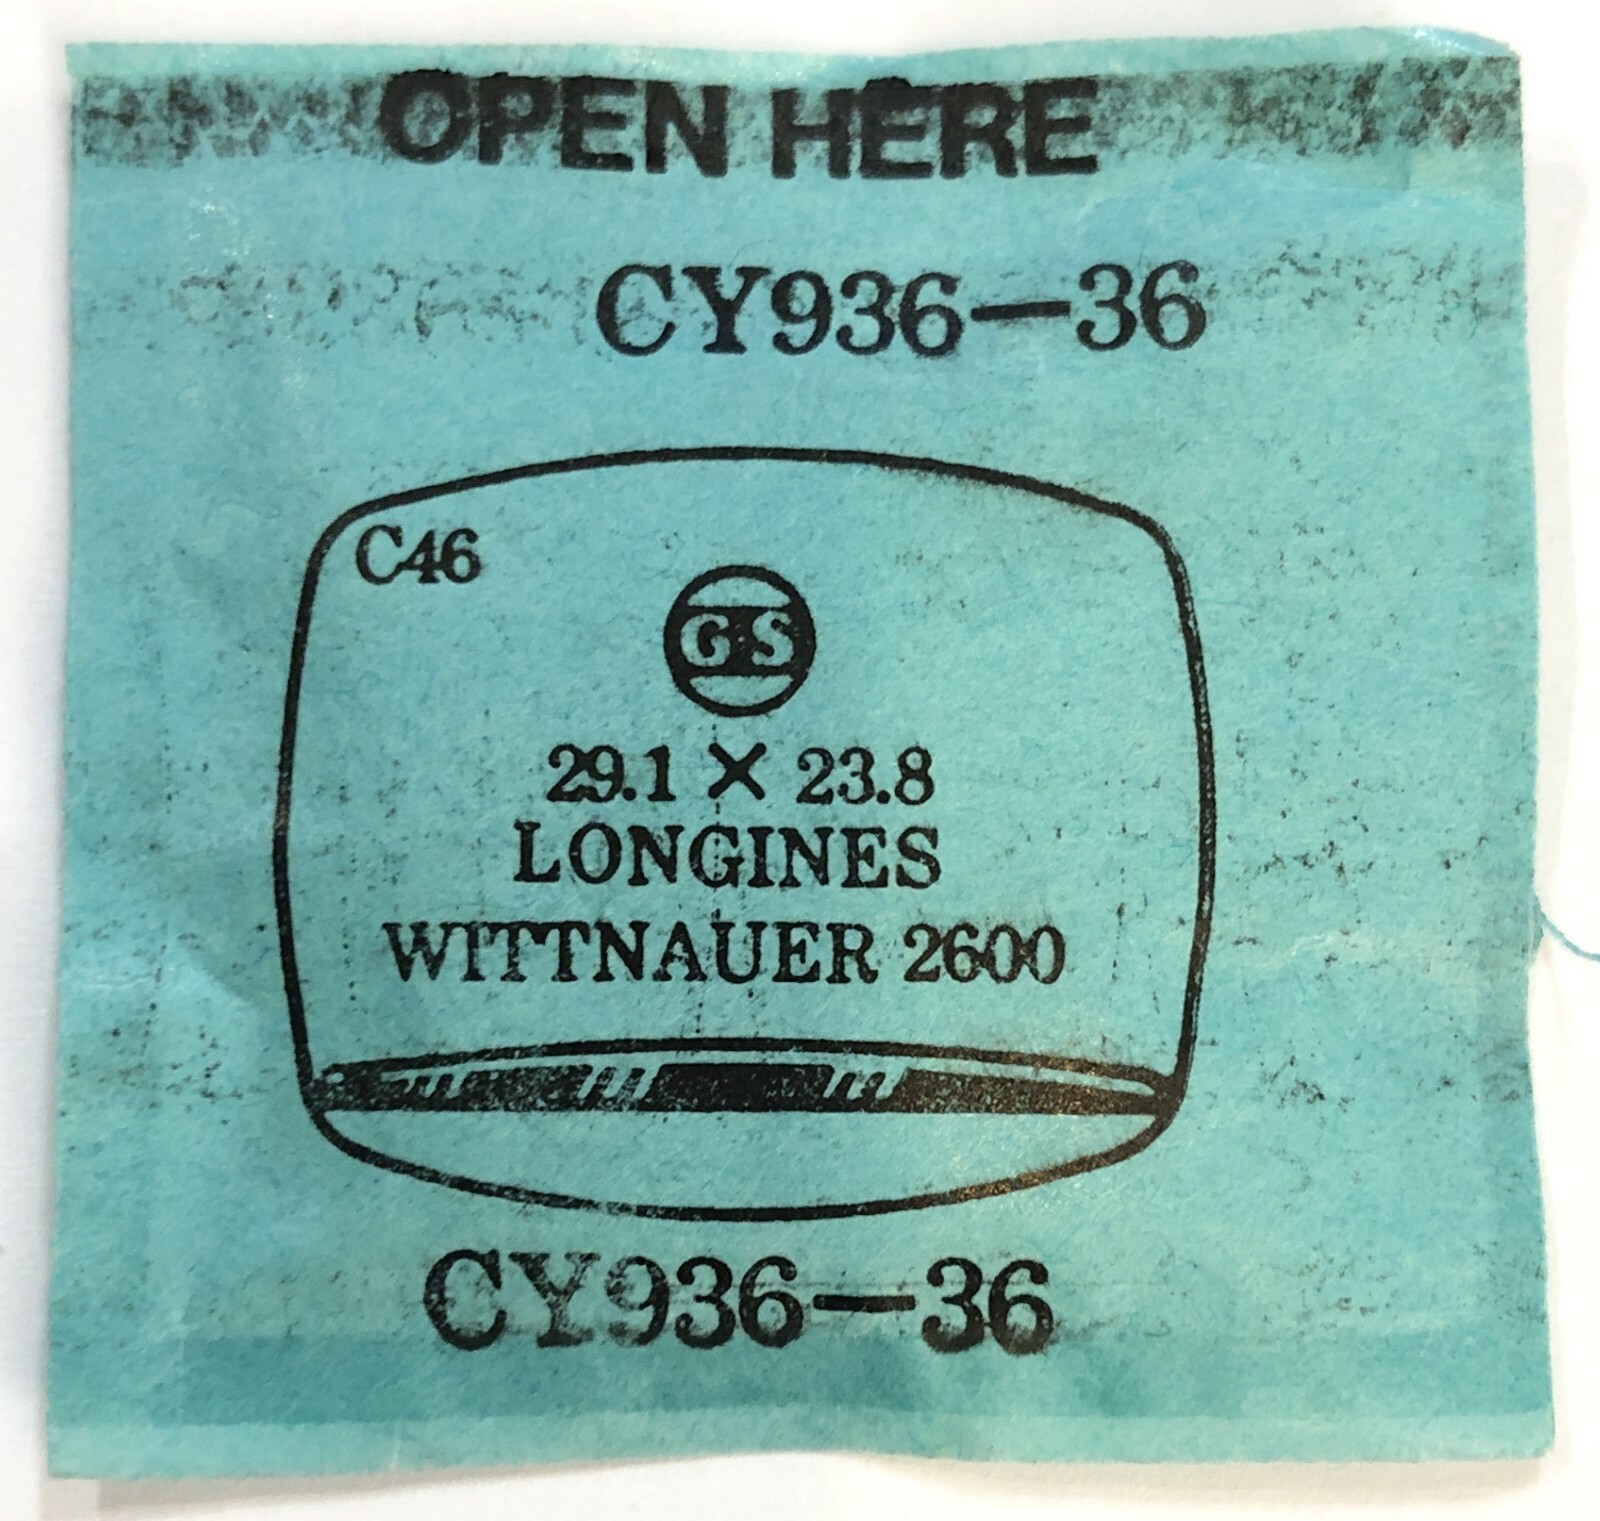 OPEN HERE
CY936—36
C46
G·S
29.1 × 23.8
LONGINES
WITTNAUER 2600
CY936—36